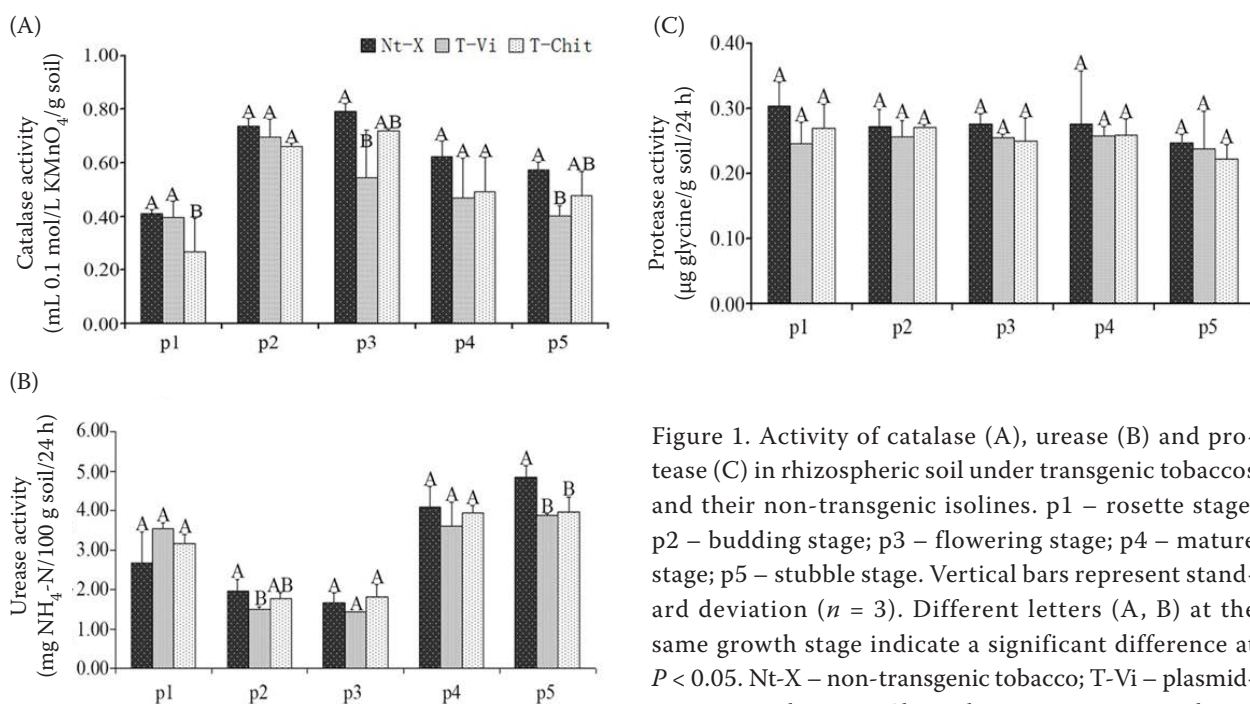 (A)
Catalase activity
(mL 0.1 mol/L KMnO4/g soil)
Nt-X T-Vi T-Chit
1.00
0.80
0.60
0.40
0.20
0.00
A A B
A A A
A B AB
A A A
A B AB
p1 p2 p3 p4 p5
(C)
Protease activity
(µg glycine/g soil/24 h)
0.40
0.30
0.20
0.10
0.00
A A A
A A A
A A A
A A A
A A A
p1 p2 p3 p4 p5
(B)
Urease activity
(mg NH4-N/100 g soil/24 h)
6.00
5.00
4.00
3.00
2.00
1.00
0.00
A A A
A B AB
A A A
A A A
A B B
p1 p2 p3 p4 p5
Figure 1. Activity of catalase (A), urease (B) and pro-
tease (C) in rhizospheric soil under transgenic tobaccos
and their non-transgenic isolines. p1 – rosette stage
p2 – budding stage; p3 – flowering stage; p4 – mature
stage; p5 – stubble stage. Vertical bars represent stand-
ard deviation (n = 3). Different letters (A, B) at the
same growth stage indicate a significant difference at
P < 0.05. Nt-X – non-transgenic tobacco; T-Vi – plasmid-